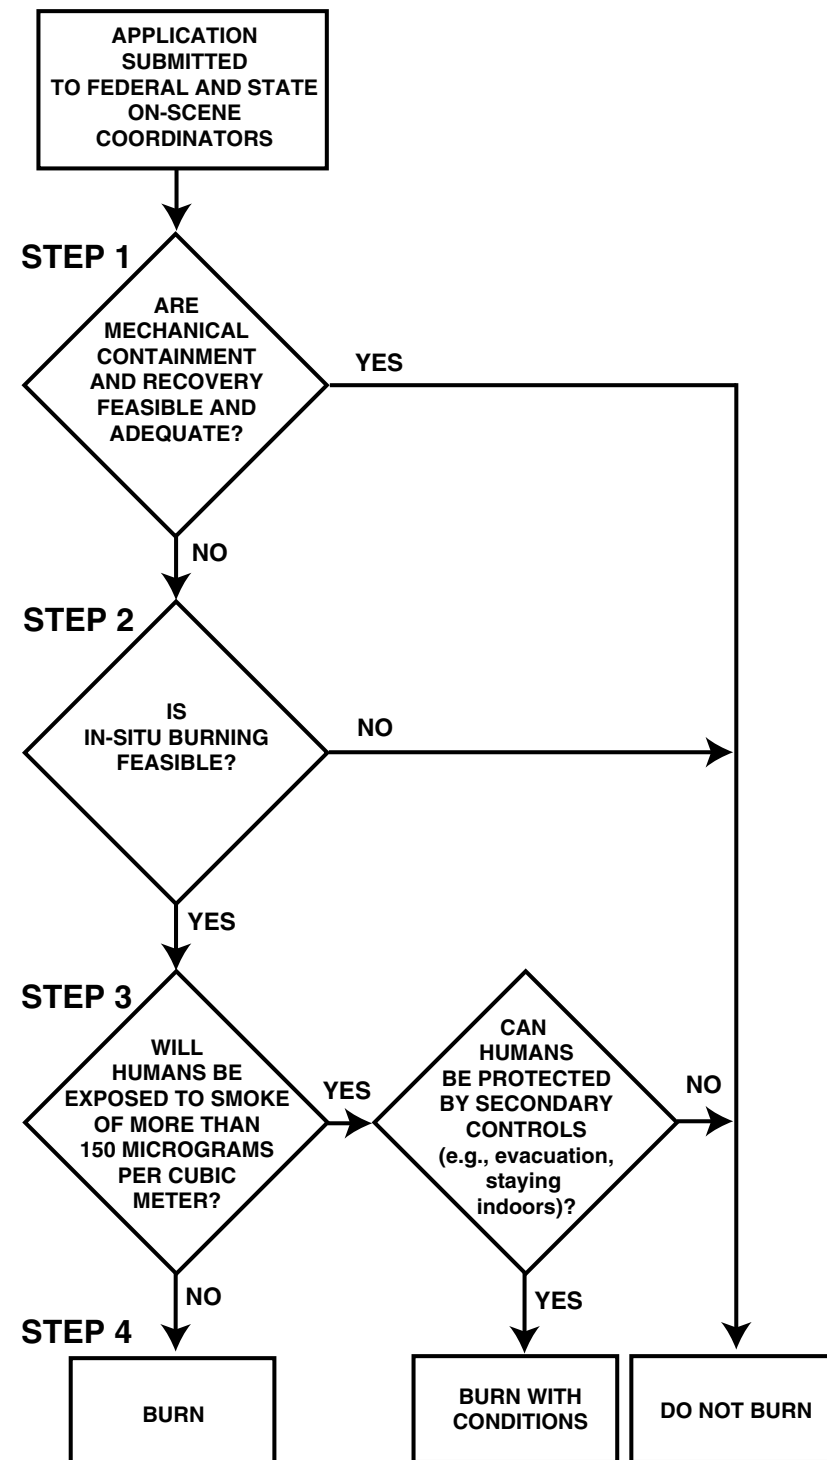 APPLICATION
SUBMITTED
TO FEDERAL AND STATE
ON-SCENE
COORDINATORS
STEP 1
ARE
MECHANICAL
CONTAINMENT
AND RECOVERY
FEASIBLE AND
ADEQUATE?
YES
NO
STEP 2
IS
IN-SITU BURNING
FEASIBLE?
NO
YES
STEP 3
WILL
HUMANS BE
EXPOSED TO SMOKE
OF MORE THAN
150 MICROGRAMS
PER CUBIC
METER?
YES
CAN
HUMANS
BE PROTECTED
BY SECONDARY
CONTROLS
(e.g., evacuation,
staying
indoors)?
NO
NO
YES
STEP 4
BURN
BURN WITH
CONDITIONS
DO NOT BURN